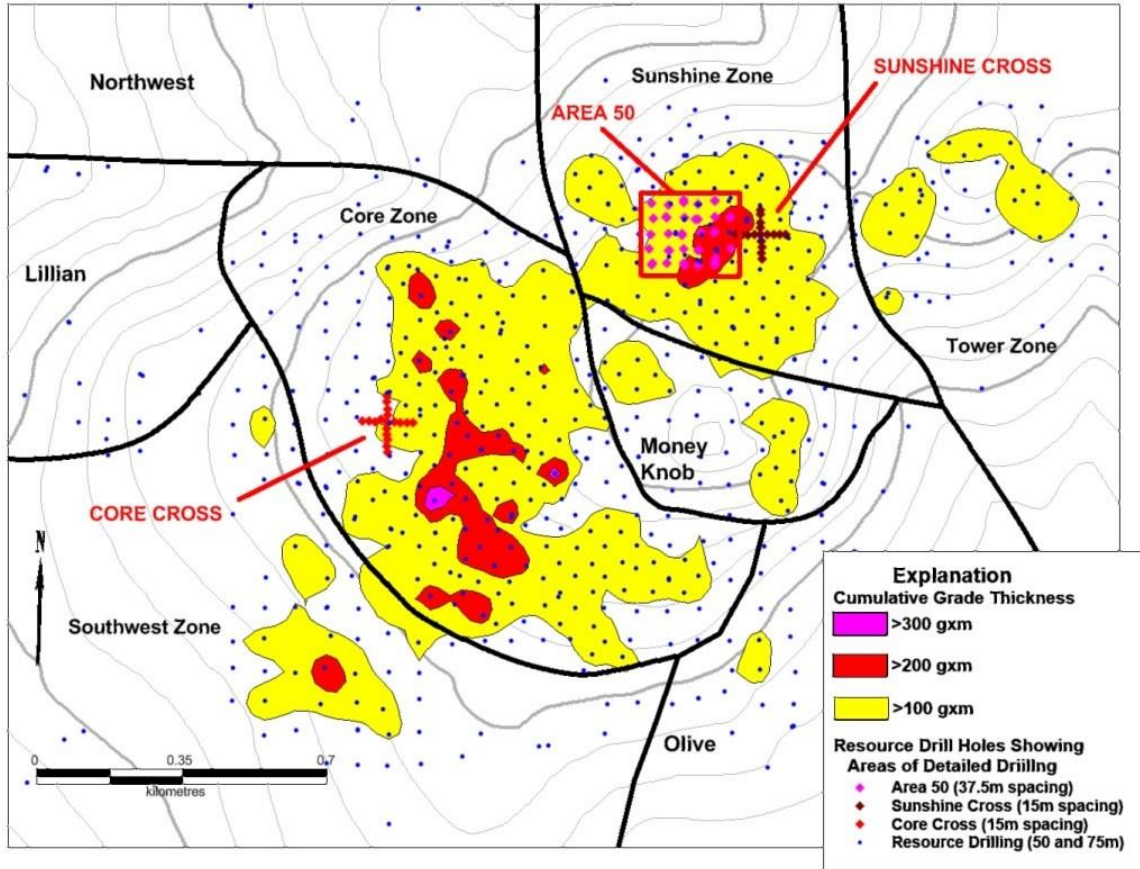 Sunshine Zone
SUNSHINE CROSS
Northwest
AREA 50
Core Zone
Lillian
Tower Zone
Money
Knob
CORE CROSS
N
Southwest Zone
Olive
0 0.35 0.7
kilometres
Explanation
Cumulative Grade Thickness
>300 gxm
>200 gxm
>100 gxm
Resource Drill Holes Showing
Areas of Detailed Driillng
Area 50 (37.5m spacing)
Sunshine Cross (15m spacing)
Core Cross (15m spacing)
Resource Drilling (50 and 75m)